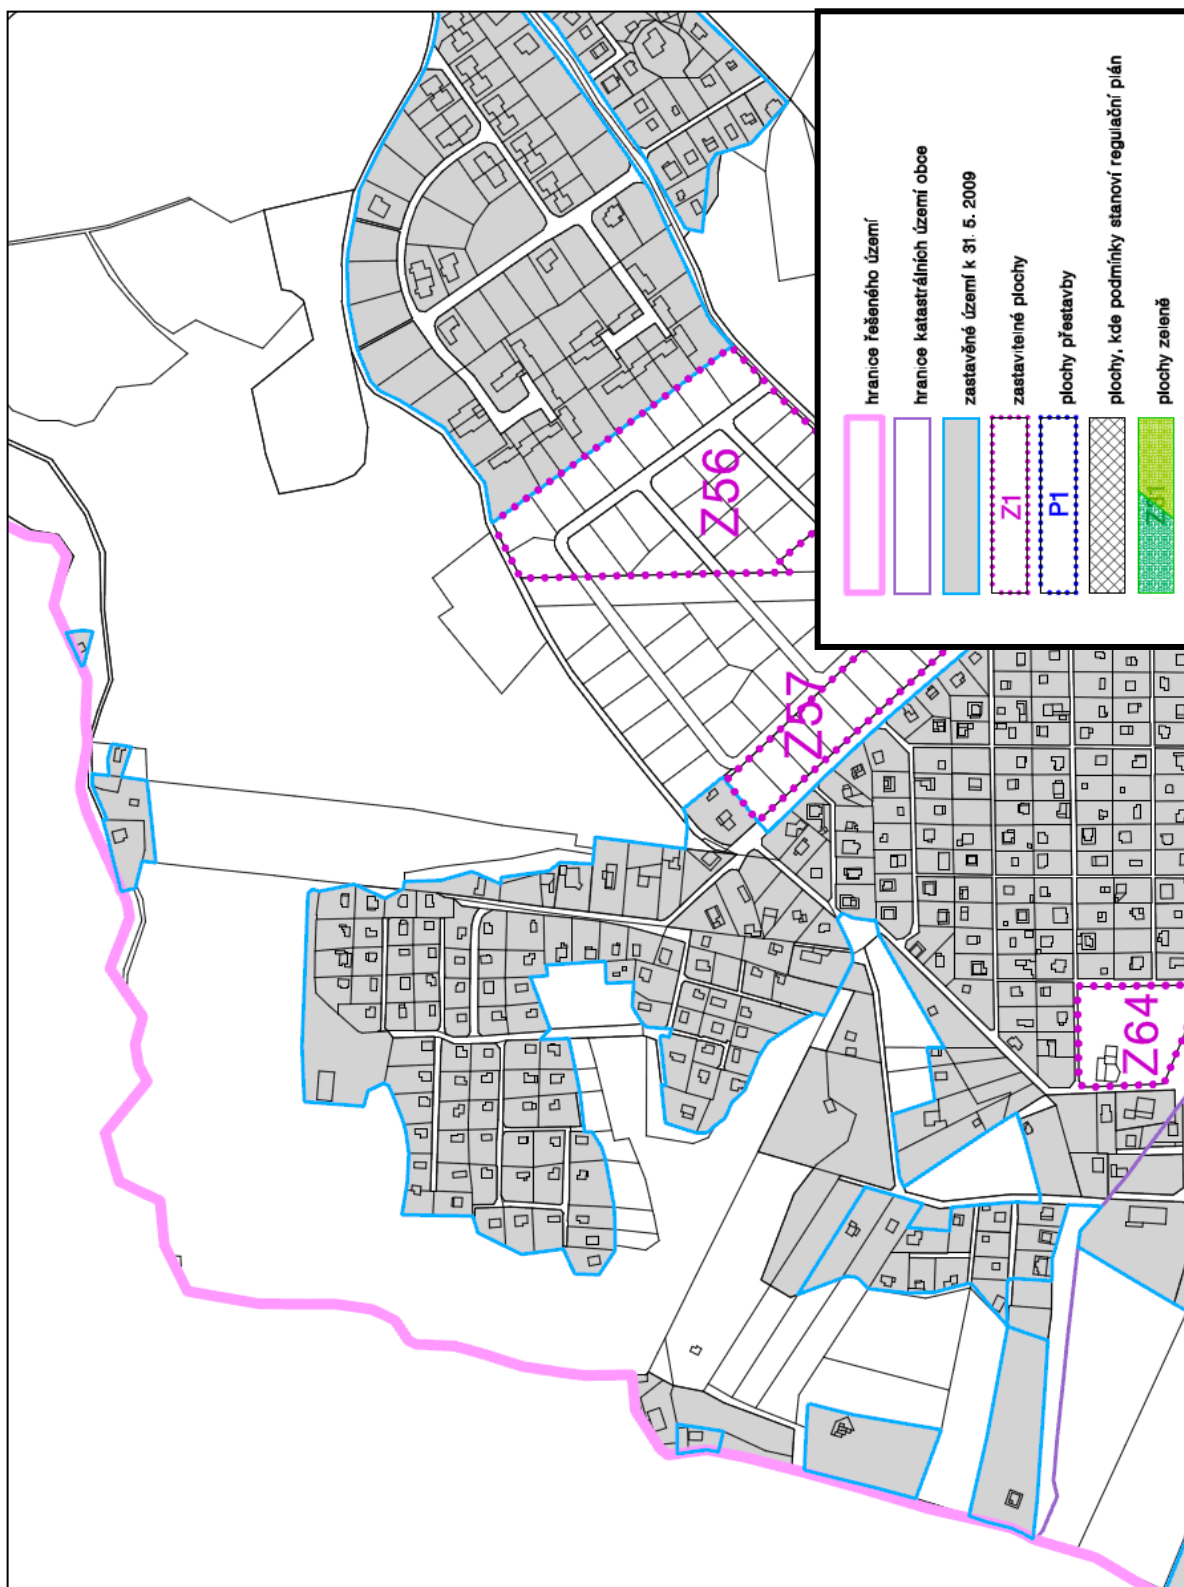 hranice řešeného území
hranice katastrálních území obce
zastavěné území k 31. 5. 2009
Z1
zastavitelné plochy
P1
plochy přestavby
plochy, kde podmínky stanoví regulační plán
plochy zeleně
Z56
Z57
Z64